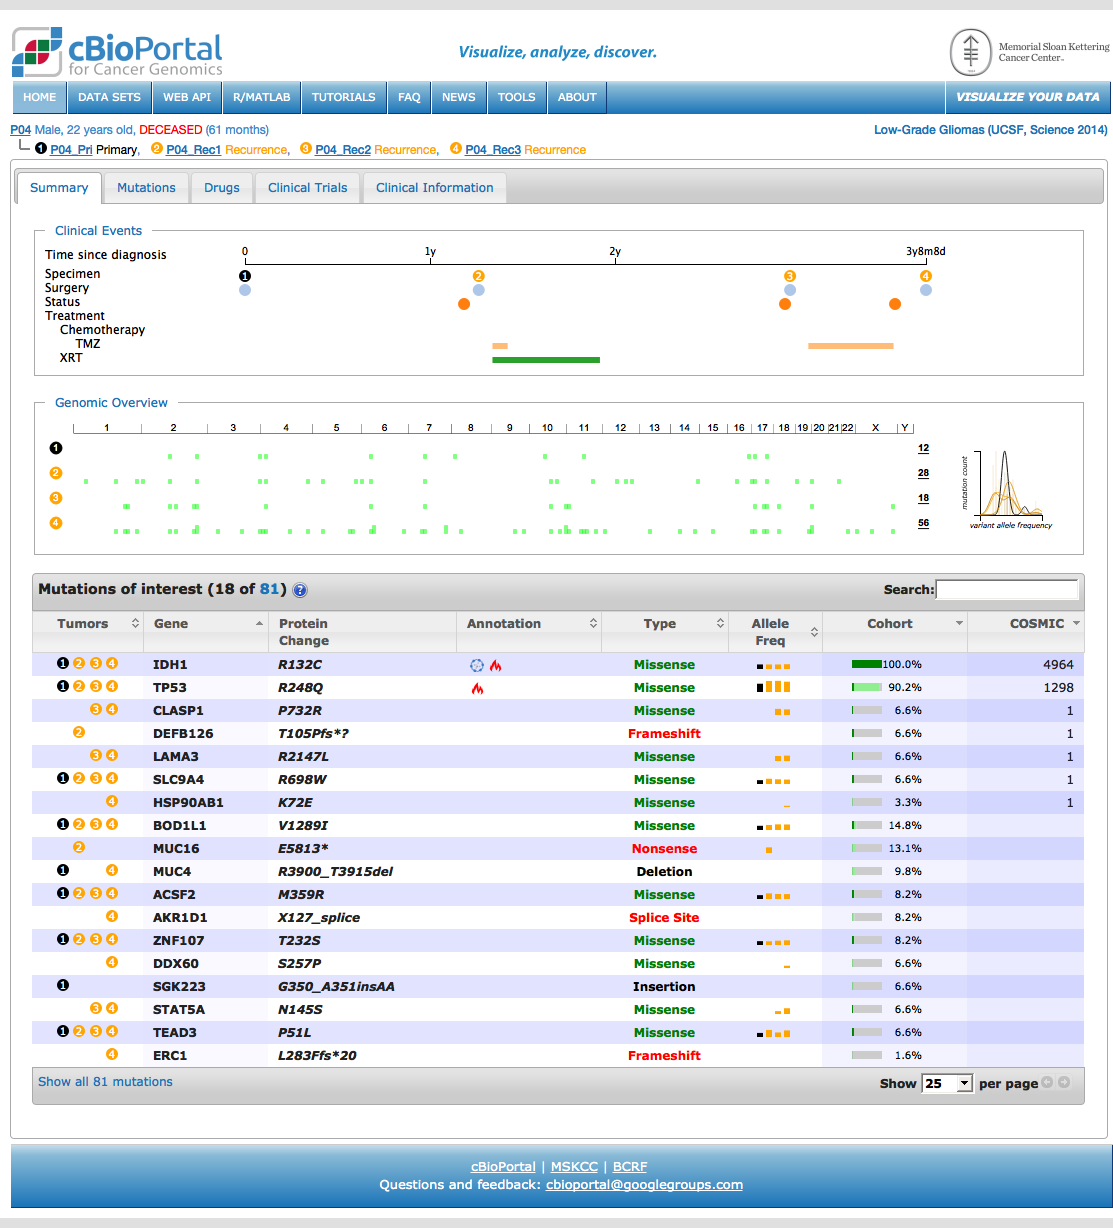 cBioPortal
for Cancer Genomics
Visualize, analyze, discover.
Memorial Sloan Kettering
Cancer Center
HOME DATA SETS WEB API R/MATLAB TUTORIALS FAQ NEWS TOOLS ABOUT VISUALIZE YOUR DATA
P04 Male, 22 years old, DECEASED (61 months) Low-Grade Gliomas (UCSF, Science 2014)
1 P04_Pri Primary, 2 P04_Rec1 Recurrence, 3 P04_Rec2 Recurrence, 4 P04_Rec3 Recurrence
Summary Mutations Drugs Clinical Trials Clinical Information
Clinical Events
Time since diagnosis 0 1y 2y 3y8m8d
Specimen 1 2 3 4
Surgery
Status
Treatment
Chemotherapy
TMZ
XRT
Genomic Overview
1 2 3 4 5 6 7 8 9 10 11 12 13 14 15 16 17 18 19 20 21 22 X Y
1 12
2 28
3 18
4 56
mutation count
variant allele frequency
Mutations of interest (18 of 81) ? Search:
Tumors Gene Protein Change Annotation Type Allele Freq Cohort COSMIC
1 2 3 4 IDH1 R132C Missense 100.0% 4964
1 2 3 4 TP53 R248Q Missense 90.2% 1298
3 4 CLASP1 P732R Missense 6.6% 1
2 DEFB126 T105Pfs*? Frameshift 6.6% 1
3 4 LAMA3 R2147L Missense 6.6% 1
1 2 3 4 SLC9A4 R698W Missense 6.6% 1
4 HSP90AB1 K72E Missense 3.3% 1
1 2 3 4 BOD1L1 V1289I Missense 14.8%
2 MUC16 E5813* Nonsense 13.1%
1 4 MUC4 R3900_T3915del Deletion 9.8%
1 2 3 4 ACSF2 M359R Missense 8.2%
4 AKR1D1 X127_splice Splice Site 8.2%
1 2 3 4 ZNF107 T232S Missense 8.2%
4 DDX60 S257P Missense 6.6%
1 SGK223 G350_A351insAA Insertion 6.6%
3 4 STAT5A N145S Missense 6.6%
1 2 3 4 TEAD3 P51L Missense 6.6%
4 ERC1 L283Ffs*20 Frameshift 1.6%
Show all 81 mutations Show 25 per page
cBioPortal | MSKCC | BCRF
Questions and feedback: cbioportal@googlegroups.com